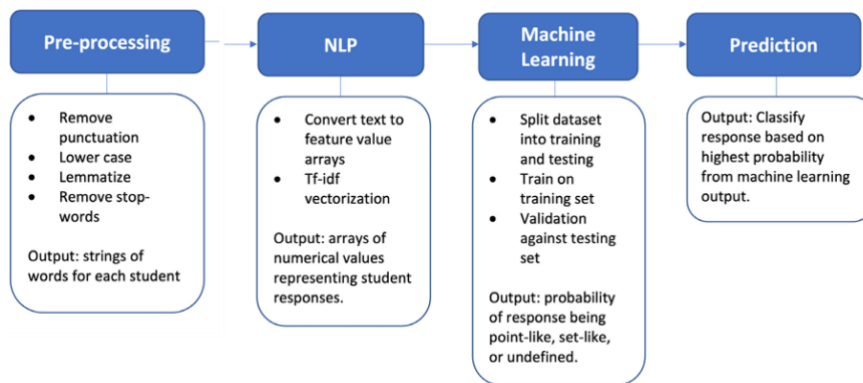 Pre-processing
Remove
punctuation
Lower case
Lemmatize
Remove stop-
words
Output: strings of
words for each student
NLP
Convert text to
feature value
arrays
Tf-idf
vectorization
Output: arrays of
numerical values
representing student
responses.
Machine
Learning
Split dataset
into training
and testing
Train on
training set
Validation
against testing
set
Output: probability
of response being
point-like, set-like,
or undefined.
Prediction
Output: Classify
response based on
highest probability
from machine learning
output.